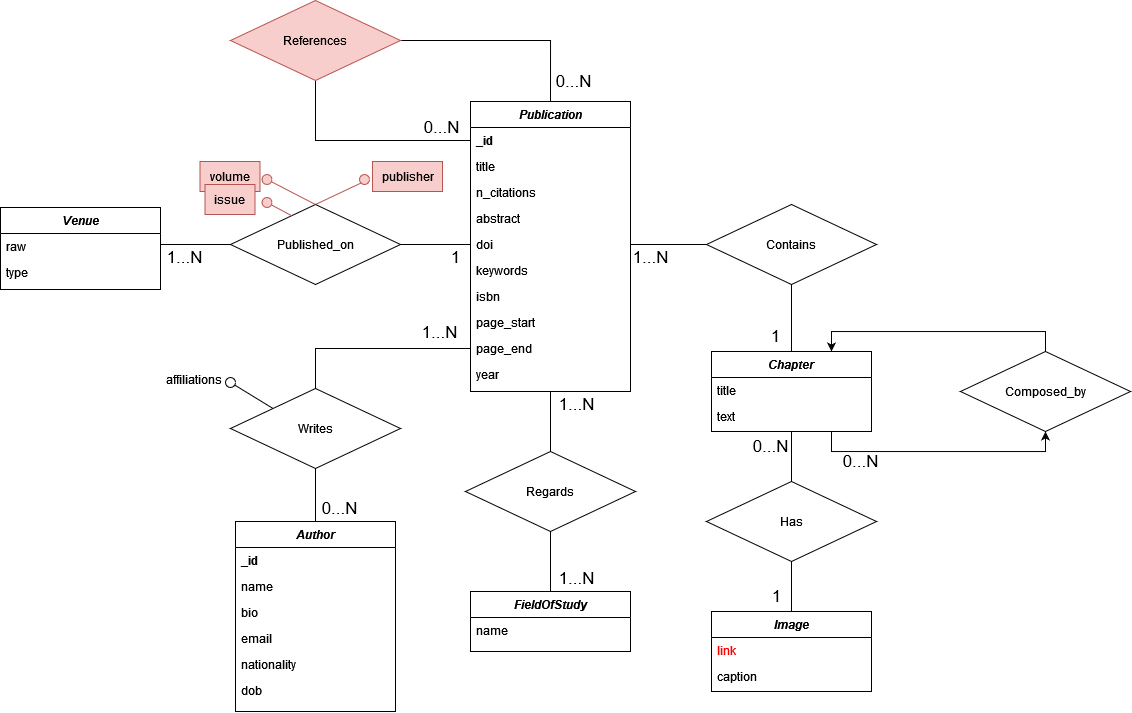 References
0...N
0...N
Publication
_id
title
n_citations
abstract
doi
keywords
isbn
page_start
page_end
year
volume
issue
publisher
Venue
raw
type
1...N
Published_on
1
1...N
Contains
1
Chapter
title
text
Composed_by
0...N
0...N
Has
1
Image
link
caption
1...N
affiliations
Writes
0...N
Author
_id
name
bio
email
nationality
dob
1...N
Regards
1...N
FieldOfStudy
name